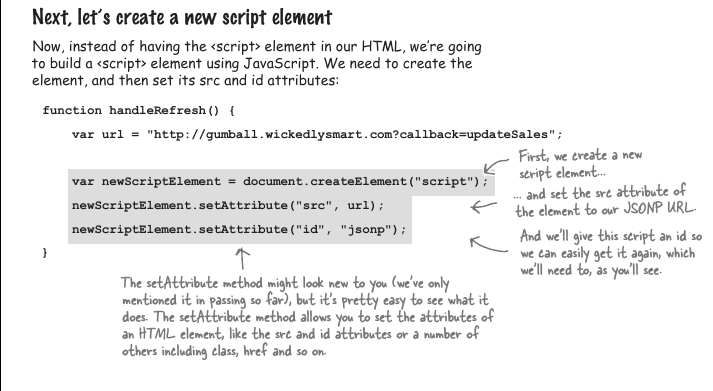 Next, let's create a new script element
Now, instead of having the <script> element in our HTML, we're going
to build a <script> element using JavaScript. We need to create the
element, and then set its src and id attributes:
function handleRefresh() {
var url = "http://gumball.wickedlysmart.com?callback=updateSales";
var newScriptElement = document.createElement("script");
newScriptElement.setAttribute("src", url);
newScriptElement.setAttribute("id", "jsonp");
}
First, we create a new
script element...
... and set the src attribute of
the element to our JSONP URL.
And we'll give this script an id so
we can easily get it again, which
we'll need to, as you'll see.
The setAttribute method might look new to you (we've only
mentioned it in passing so far), but it's pretty easy to see what it
does. The setAttribute method allows you to set the attributes of
an HTML element, like the src and id attributes or a number of
others including class, href and so on.